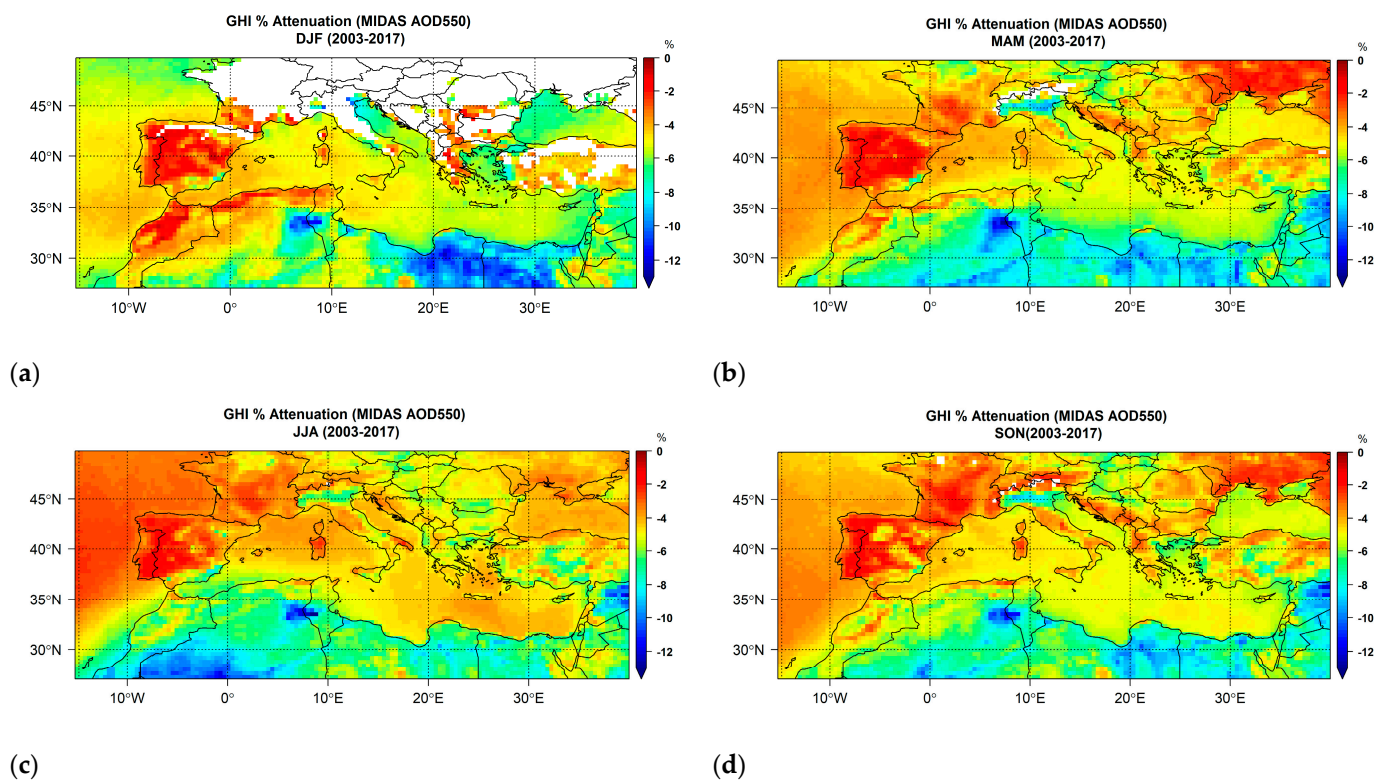 GHI % Attenuation (MIDAS AOD550)
DJF (2003-2017)
%
0
-2
-4
-6
-8
-10
-12
45°N
40°N
35°N
30°N
10°W 0° 10°E 20°E 30°E
(a)
GHI % Attenuation (MIDAS AOD550)
MAM (2003-2017)
%
0
-2
-4
-6
-8
-10
-12
45°N
40°N
35°N
30°N
10°W 0° 10°E 20°E 30°E
(b)
GHI % Attenuation (MIDAS AOD550)
JJA (2003-2017)
%
0
-2
-4
-6
-8
-10
-12
45°N
40°N
35°N
30°N
10°W 0° 10°E 20°E 30°E
(c)
GHI % Attenuation (MIDAS AOD550)
SON(2003-2017)
%
0
-2
-4
-6
-8
-10
-12
45°N
40°N
35°N
30°N
10°W 0° 10°E 20°E 30°E
(d)